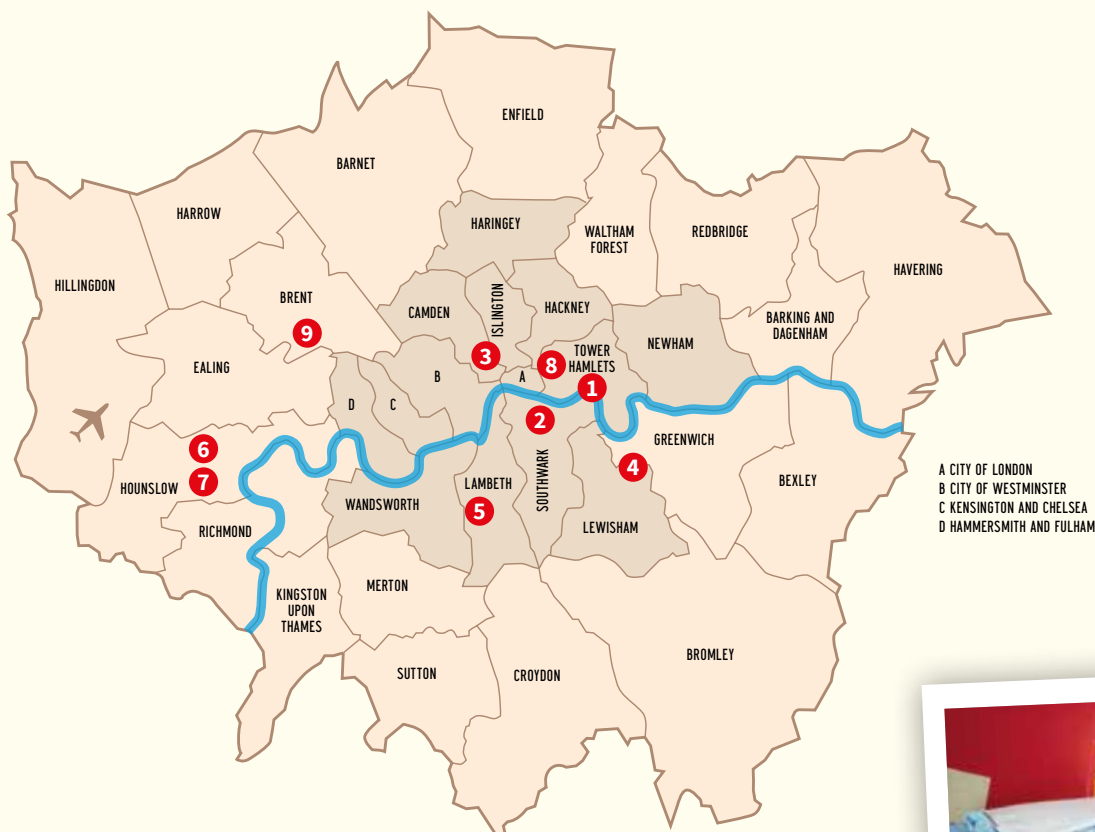 ENFIELD
BARNET
HARROW
HARINGEY
WALTHAM
FOREST
REDBRIDGE
HAVERING
HILLINGDON
BRENT
9
CAMDEN
ISLINGTON
3
HACKNEY
BARKING AND
DAGENHAM
NEWHAM
TOWER
HAMLETS
8
1
EALING
A
B
C
D
2
6
7
HOUNSLOW
GREENWICH
4
BEXLEY
LAMBETH
5
SOUTHWARK
WANDSWORTH
LEWISHAM
RICHMOND
MERTON
KINGSTON
UPON
THAMES
SUTTON
CROYDON
BROMLEY
A CITY OF LONDON
B CITY OF WESTMINSTER
C KENSINGTON AND CHELSEA
D HAMMERSMITH AND FULHAM